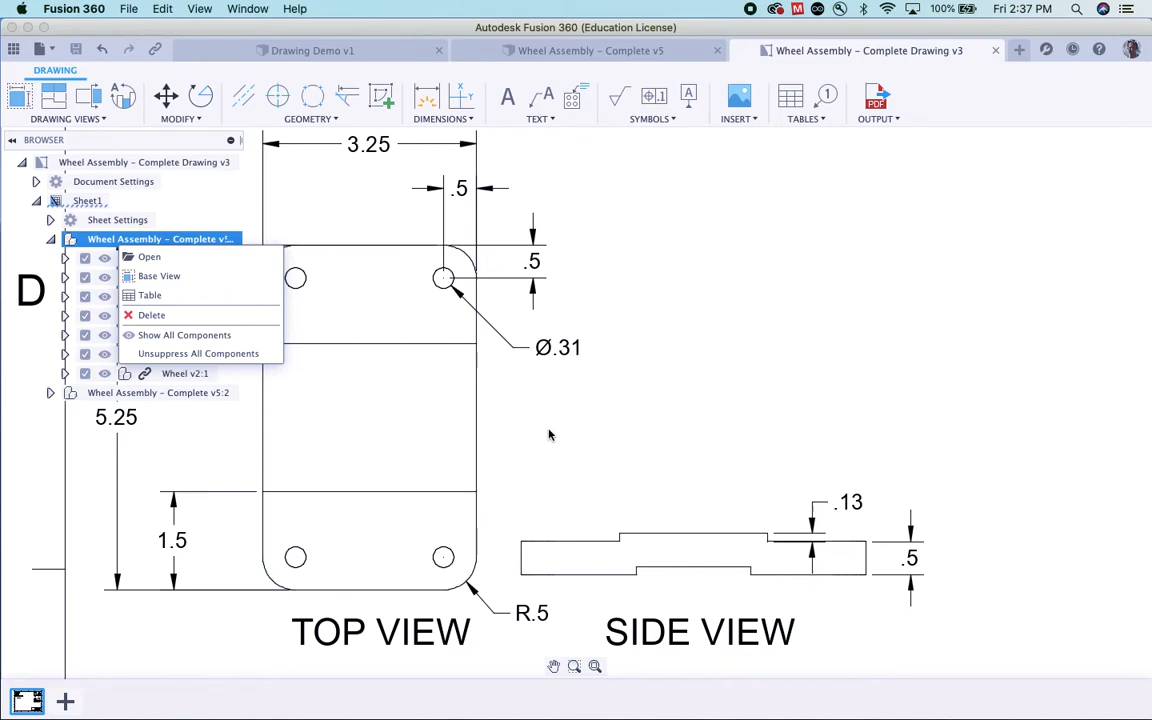 Fusion 360 File Edit View Window Help 100% Fri 2:37 PM
Autodesk Fusion 360 (Education License)
Drawing Demo v1 Wheel Assembly - Complete v5 Wheel Assembly - Complete Drawing v3
DRAWING
DRAWING VIEWS MODIFY GEOMETRY DIMENSIONS TEXT SYMBOLS INSERT TABLES OUTPUT
BROWSER
Wheel Assembly - Complete Drawing v3
Document Settings
Sheet1
Sheet Settings
Wheel Assembly - Complete v5...
Open
Base View
Table
Delete
Show All Components
Unsuppress All Components
Wheel v2:1
Wheel Assembly - Complete v5:2
D
3.25
.5
.5
Ø.31
5.25
1.5
R.5
.13
.5
TOP VIEW SIDE VIEW